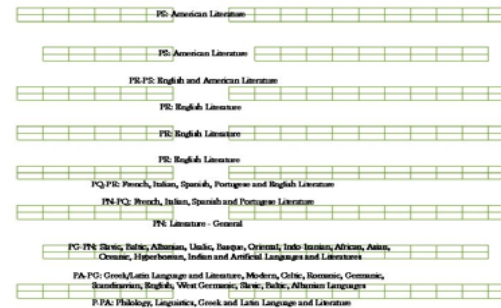 PS: American Literature
PS: American Literature
PR-PS: English and American Literature
PR: English Literature
PR: English Literature
PR: English Literature
PQ-PR: French, Italian, Spanish, Portugese and English Literature
PN-PQ: French, Italian, Spanish and Portugese Literature
PN: Literature - General
PG-PN: Slavic, Baltic, Albanian, Uralic, Basque, Oriental, Indo-Iranian, African, Asian,
Oceanic, Hyperborean, Indian and Artificial Languages and Literatures
PA-PG: Greek/Latin Language and Literature, Modern, Celtic, Romanic, Germanic,
Scandinavian, English, West Germanic, Slavic, Baltic, Albanian Languages
P-PA: Philology, Linguistics, Greek and Latin Language and Literature